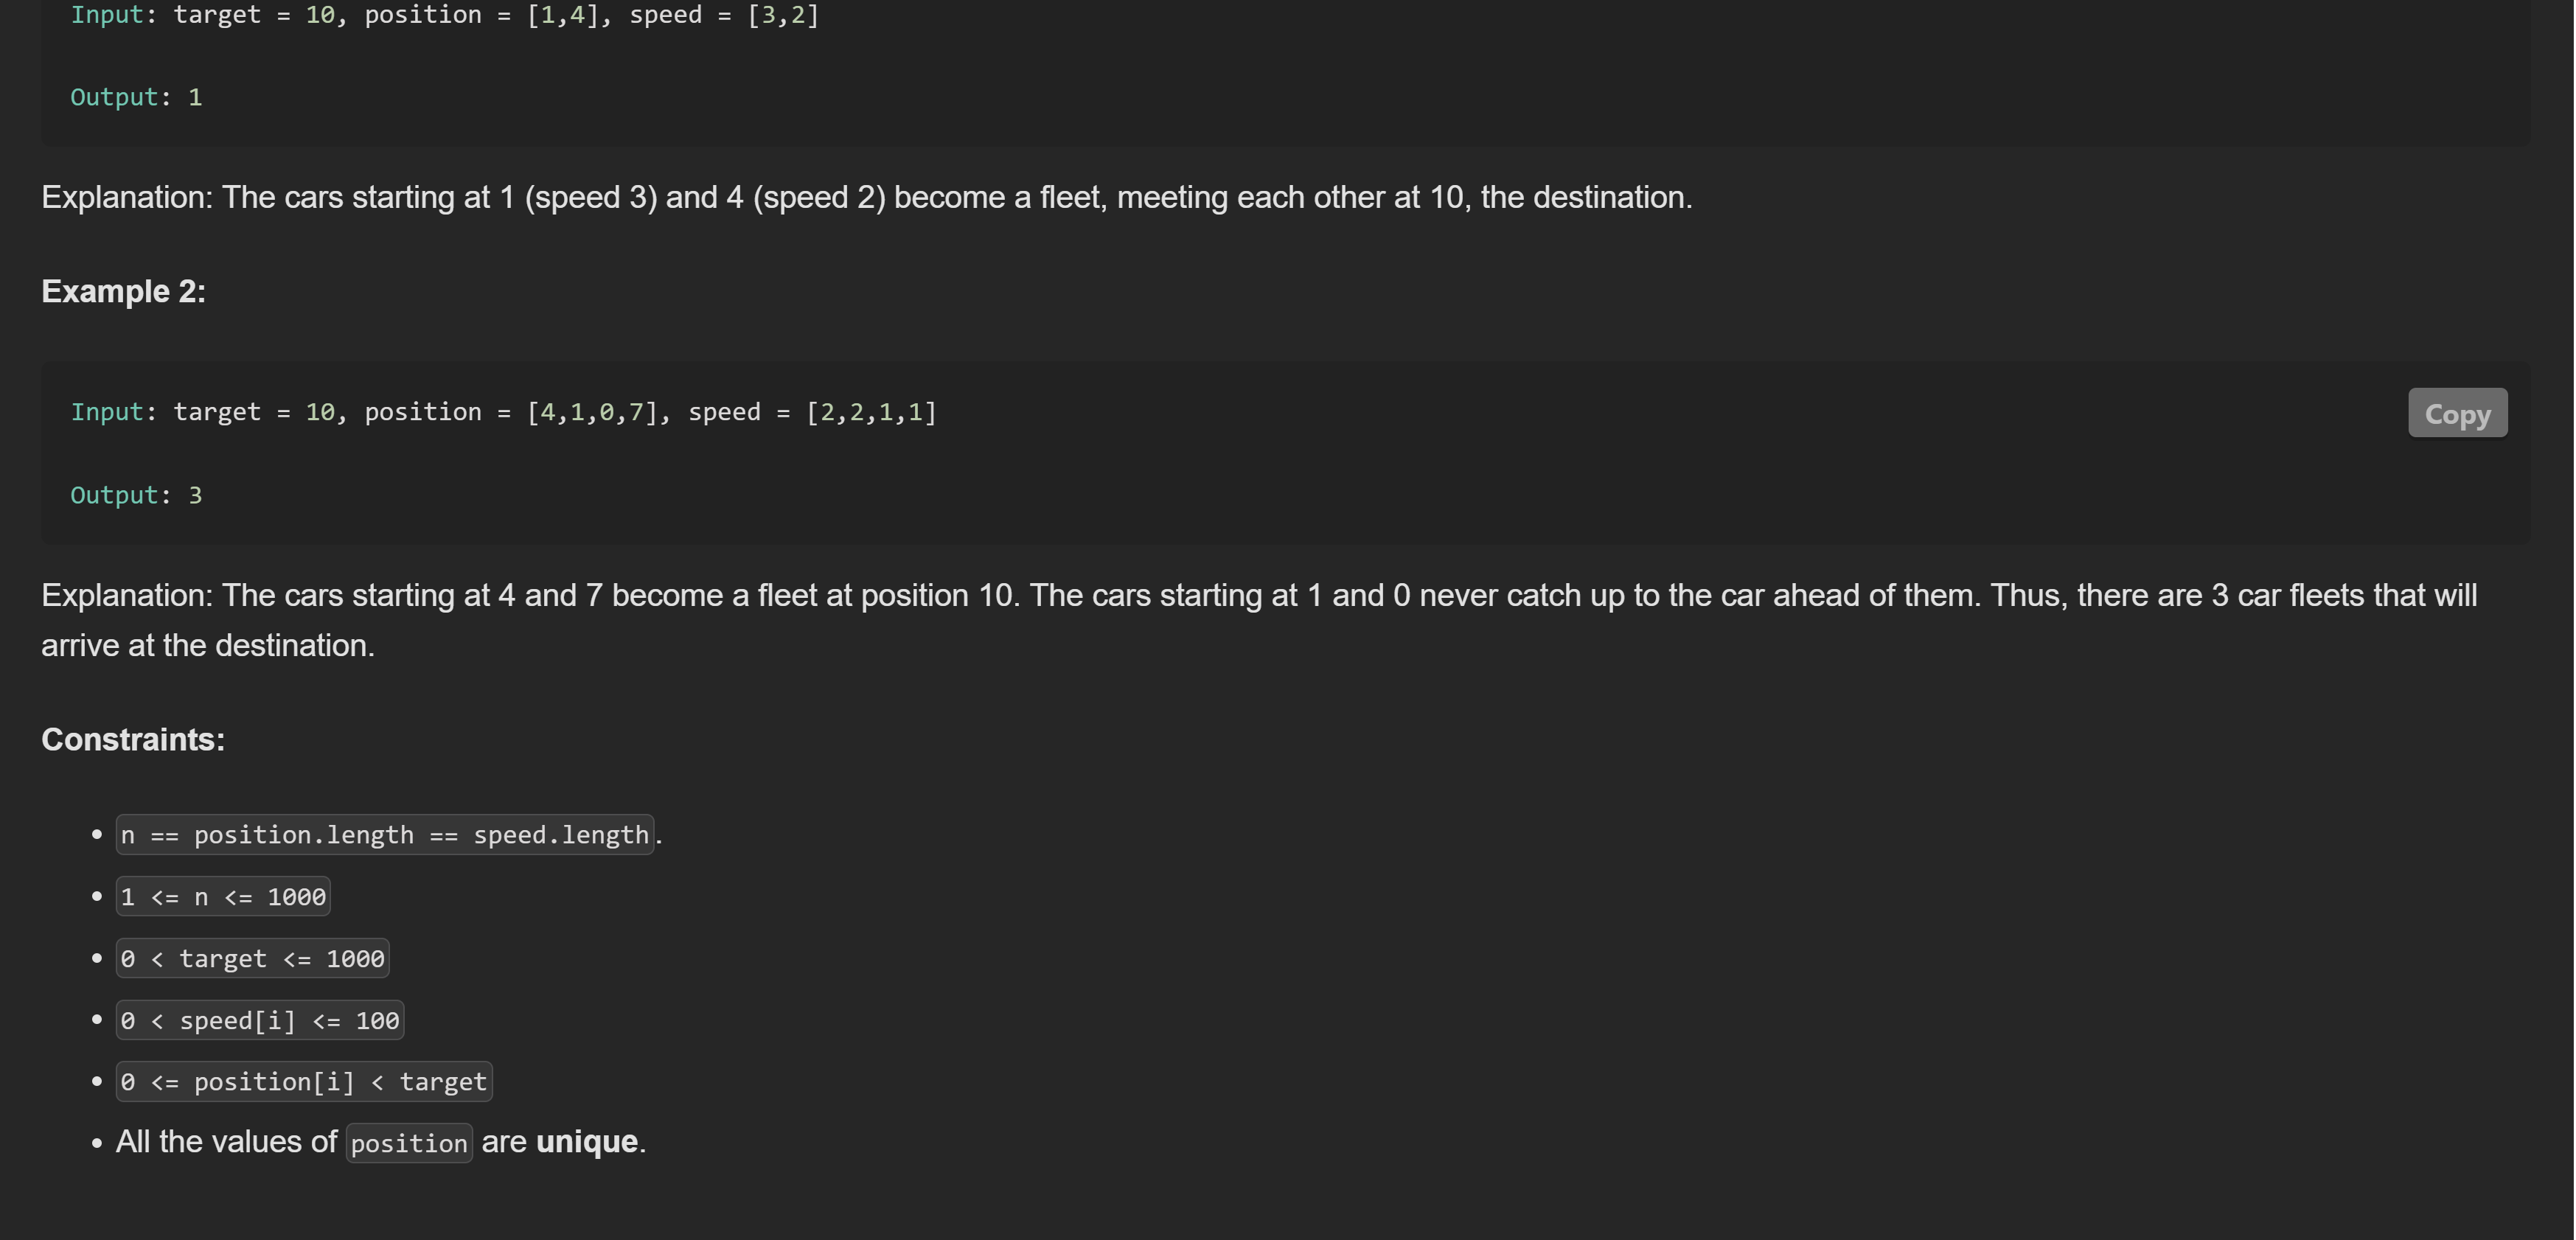 Input: target = 10, position = [1,4], speed = [3,2]
Output: 1
Explanation: The cars starting at 1 (speed 3) and 4 (speed 2) become a fleet, meeting each other at 10, the destination.
Example 2:
Input: target = 10, position = [4,1,0,7], speed = [2,2,1,1]
Copy
Output: 3
Explanation: The cars starting at 4 and 7 become a fleet at position 10. The cars starting at 1 and 0 never catch up to the car ahead of them. Thus, there are 3 car fleets that will
arrive at the destination.
Constraints:
• n == position.length == speed.length.
• 1 <= n <= 1000
• 0 < target <= 1000
• 0 < speed[i] <= 100
• 0 <= position[i] < target
• All the values of position are unique.